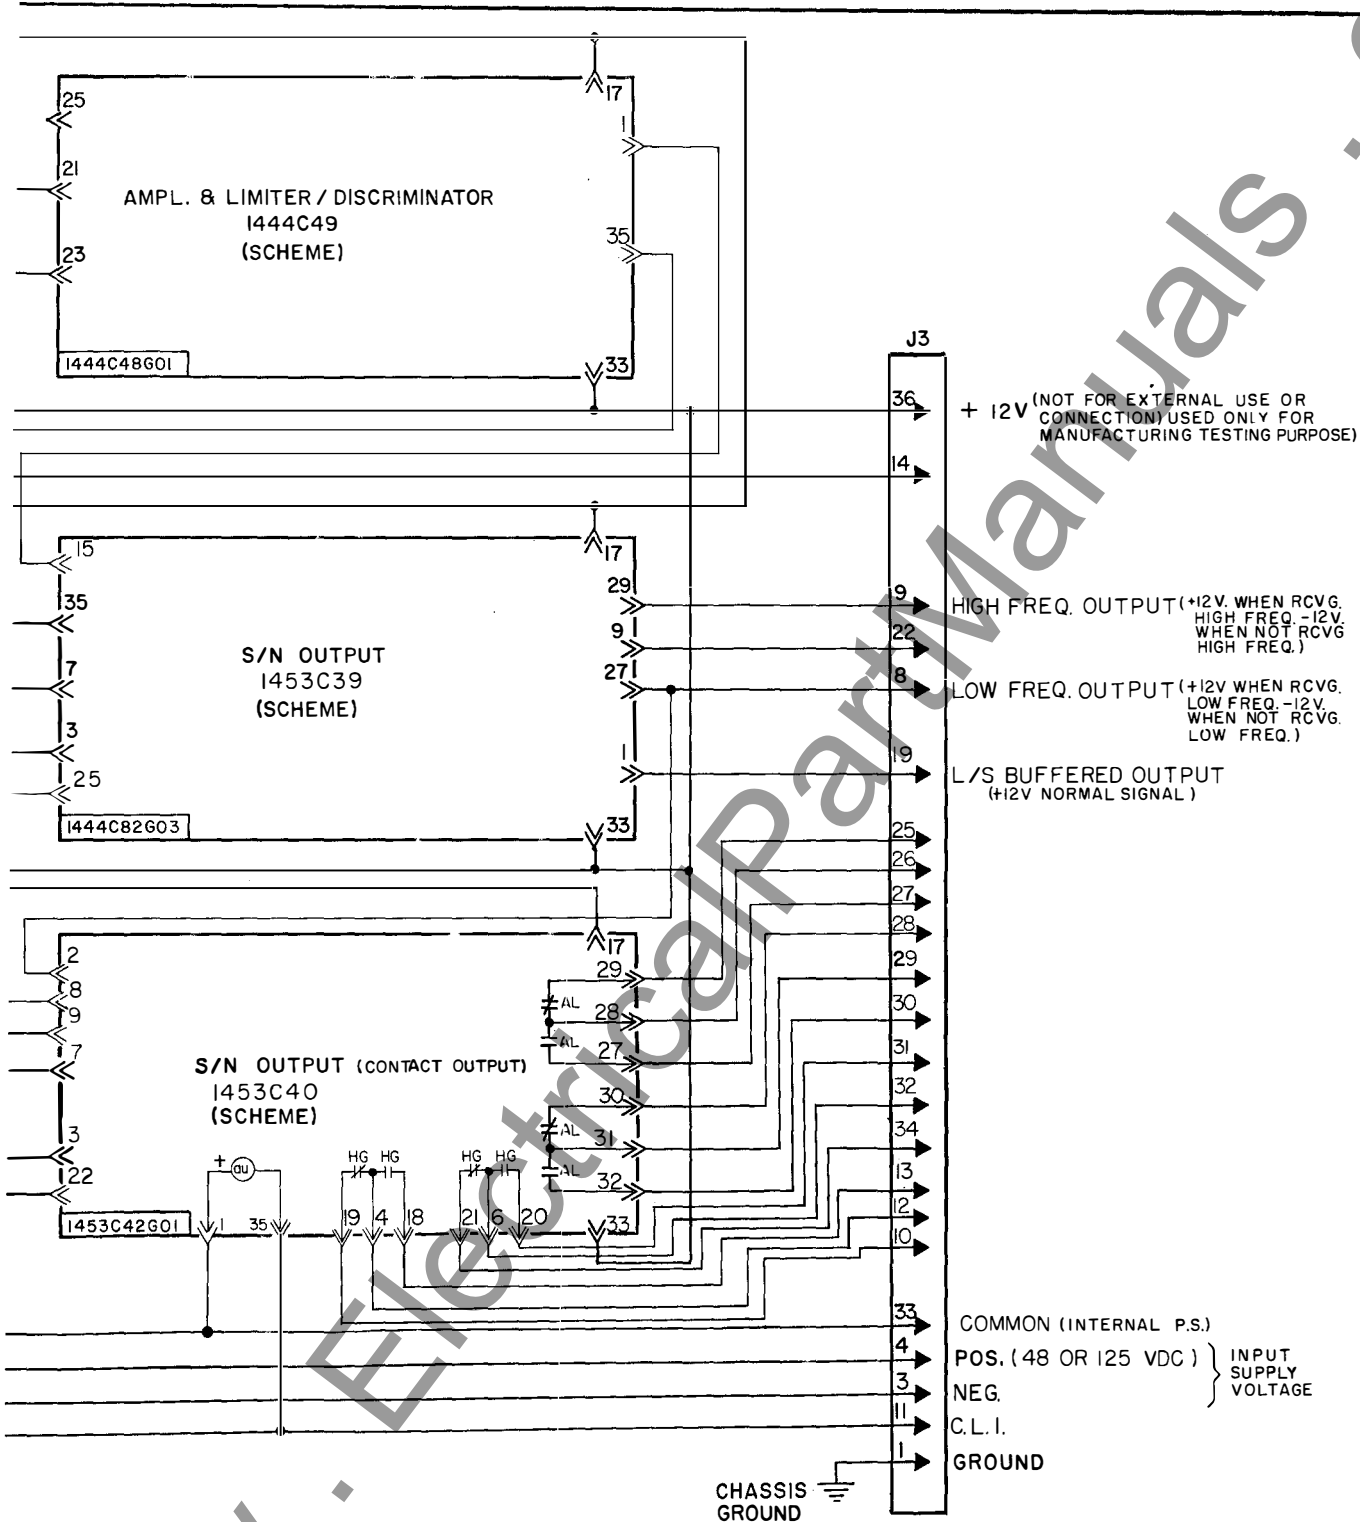 17
25
1
21
AMPL. & LIMITER / DISCRIMINATOR
1444C49
(SCHEME)
35
23
33
1444C48G01
J3
36
+ 12V (NOT FOR EXTERNAL USE OR
CONNECTION) USED ONLY FOR
MANUFACTURING TESTING PURPOSE)
14
15
17
35
29
9
HIGH FREQ. OUTPUT (+12V. WHEN RCVG.
HIGH FREQ. -12V.
WHEN NOT RCVG
HIGH FREQ.)
9
22
S/N OUTPUT
1453C39
(SCHEME)
7
27
8
LOW FREQ. OUTPUT (+12V WHEN RCVG.
LOW FREQ. -12V.
WHEN NOT RCVG.
LOW FREQ.)
3
1
19
L/S BUFFERED OUTPUT
(+12V NORMAL SIGNAL)
25
1444C82G03
33
25
26
27
28
29
30
31
32
34
13
12
10
2
17
8
29
AL
9
28
AL
7
27
S/N OUTPUT (CONTACT OUTPUT)
1453C40
(SCHEME)
30
AL
3
31
AL
22
32
+ au
HG HG
HG HG
1453C42G01
1
35
19
4
18
21
6
20
33
33
COMMON (INTERNAL P.S.)
4
POS. (48 OR 125 VDC)
INPUT
SUPPLY
VOLTAGE
3
NEG.
11
C.L.I.
1
GROUND
CHASSIS
GROUND
. ElectricalPartManuals .